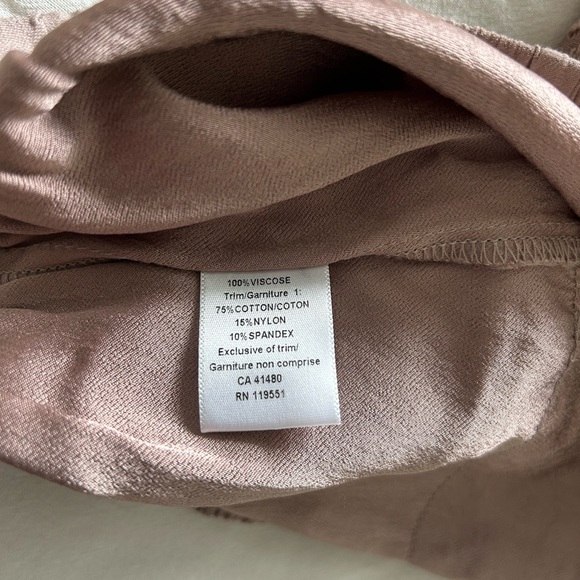 100%VISCOSE
Trim/Garniture 1:
75%COTTON/COTON
15%NYLON
10%SPANDEX
Exclusive of trim/
Garniture non comprise
CA 41480
RN 119551